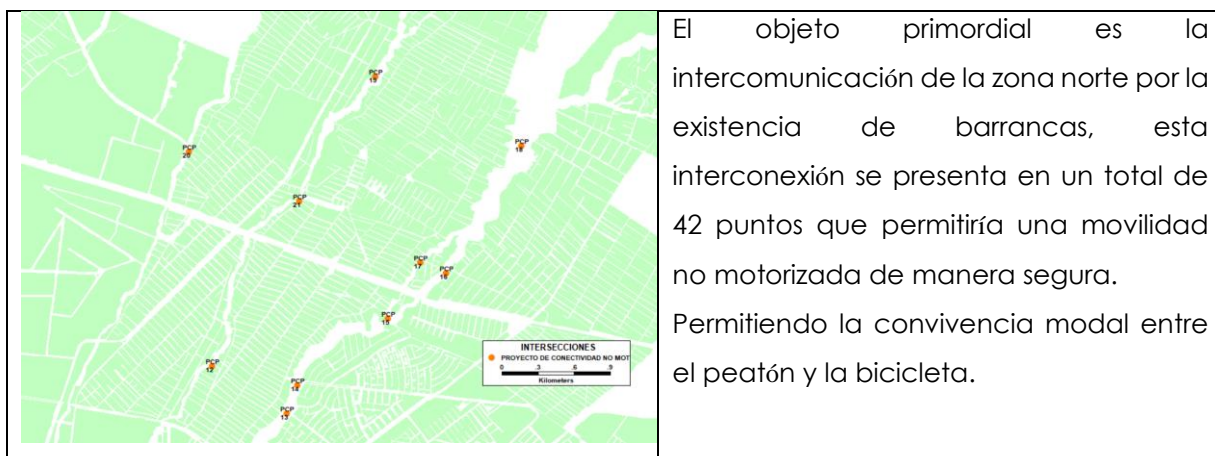 El objeto primordial es la
intercomunicación de la zona norte por la
existencia de barrancas, esta
interconexión se presenta en un total de
42 puntos que permitiría una movilidad
no motorizada de manera segura.
Permitiendo la convivencia modal entre
el peatón y la bicicleta.
PCP
PCP
20
PCP
PCP
21
PCP
17
PCP
16
PCP
15
PCP
12
PCP
14
PCP
13
INTERSECCIONES
PROYECTO DE CONECTIVIDAD NO MOT
0 .3 .6 .9
Kilometers